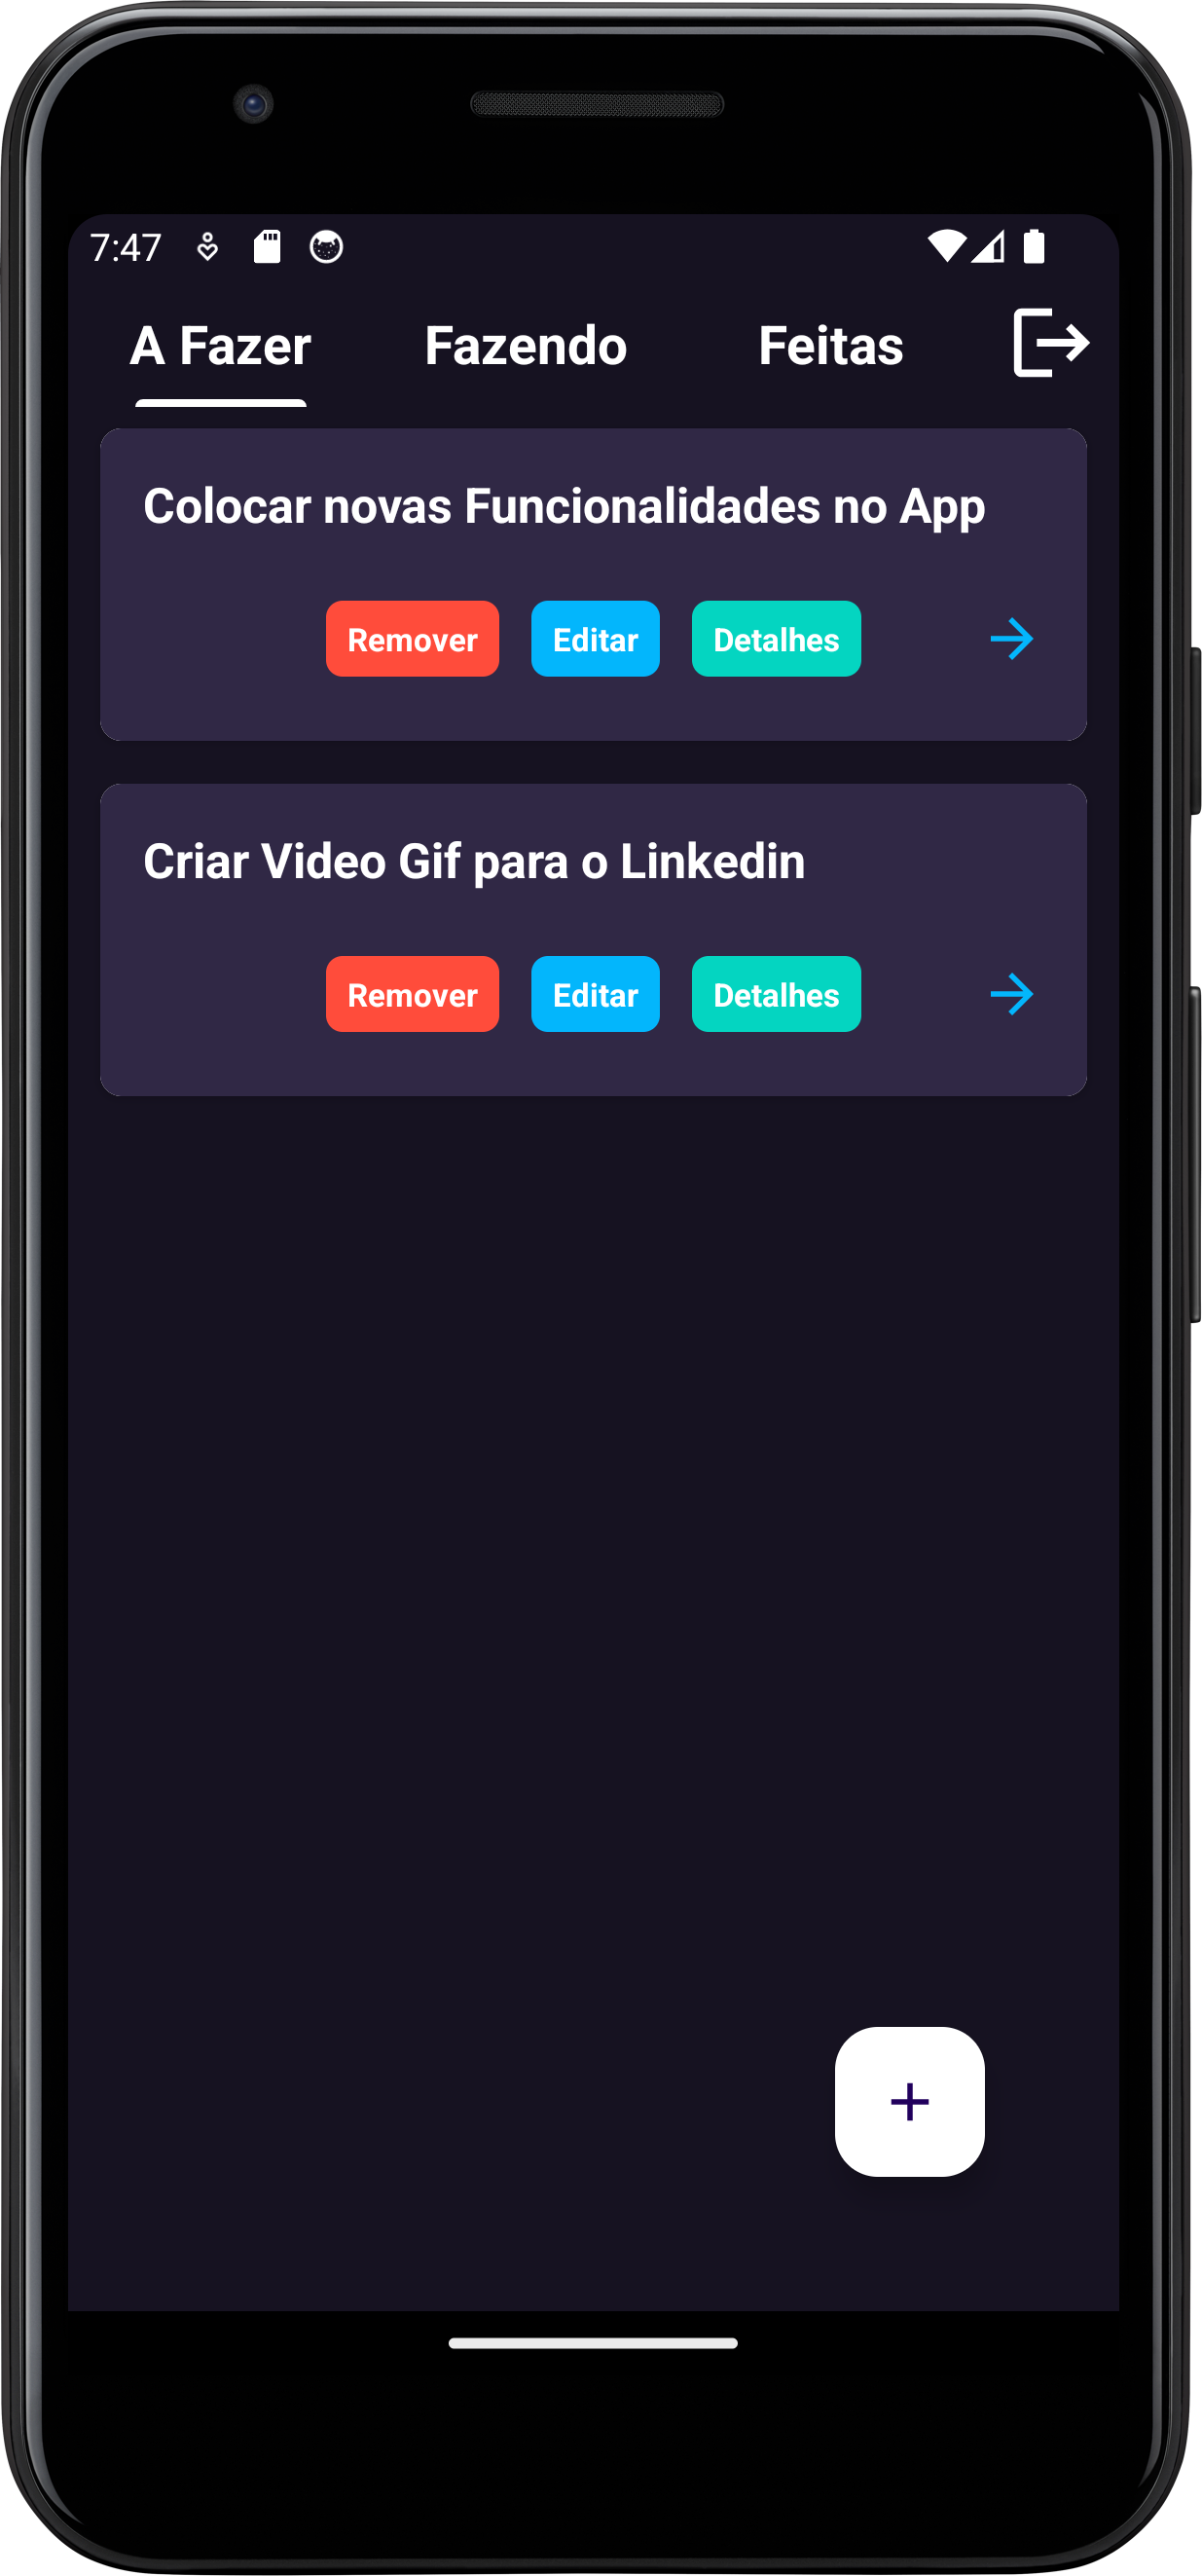 7:47
A Fazer Fazendo Feitas
Colocar novas Funcionalidades no App
Remover Editar Detalhes
Criar Video Gif para o Linkedin
Remover Editar Detalhes
+